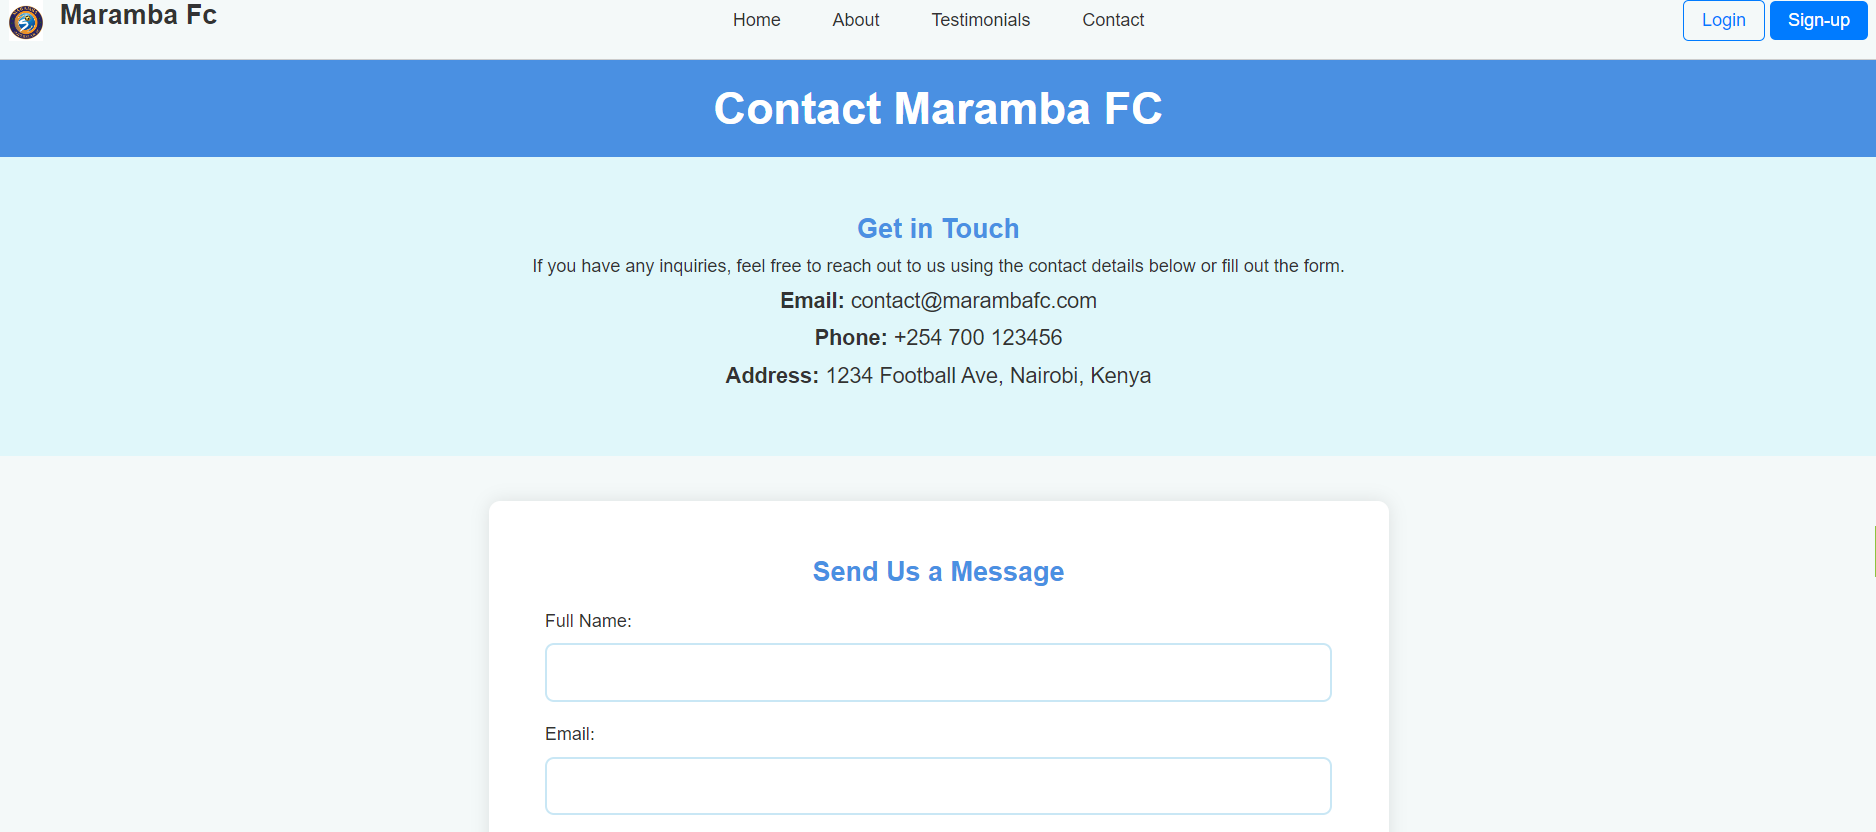 Maramba Fc
Home About Testimonials Contact
Login Sign-up
Contact Maramba FC
Get in Touch
If you have any inquiries, feel free to reach out to us using the contact details below or fill out the form.
Email: contact@marambafc.com
Phone: +254 700 123456
Address: 1234 Football Ave, Nairobi, Kenya
Send Us a Message
Full Name:
Email: